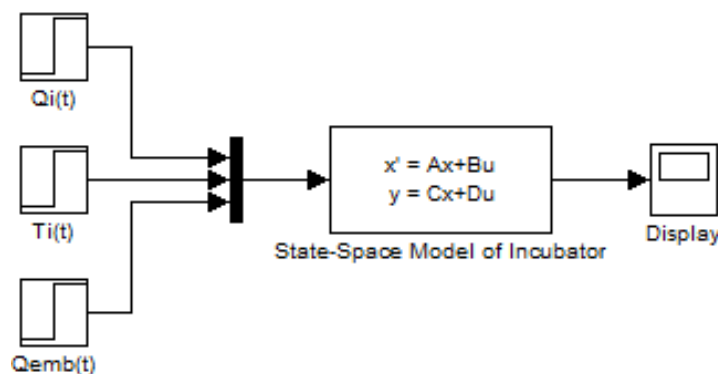 Qi(t)
Ti(t)
Qemb(t)
x' = Ax+Bu
y = Cx+Du
State-Space Model of Incubator
Display